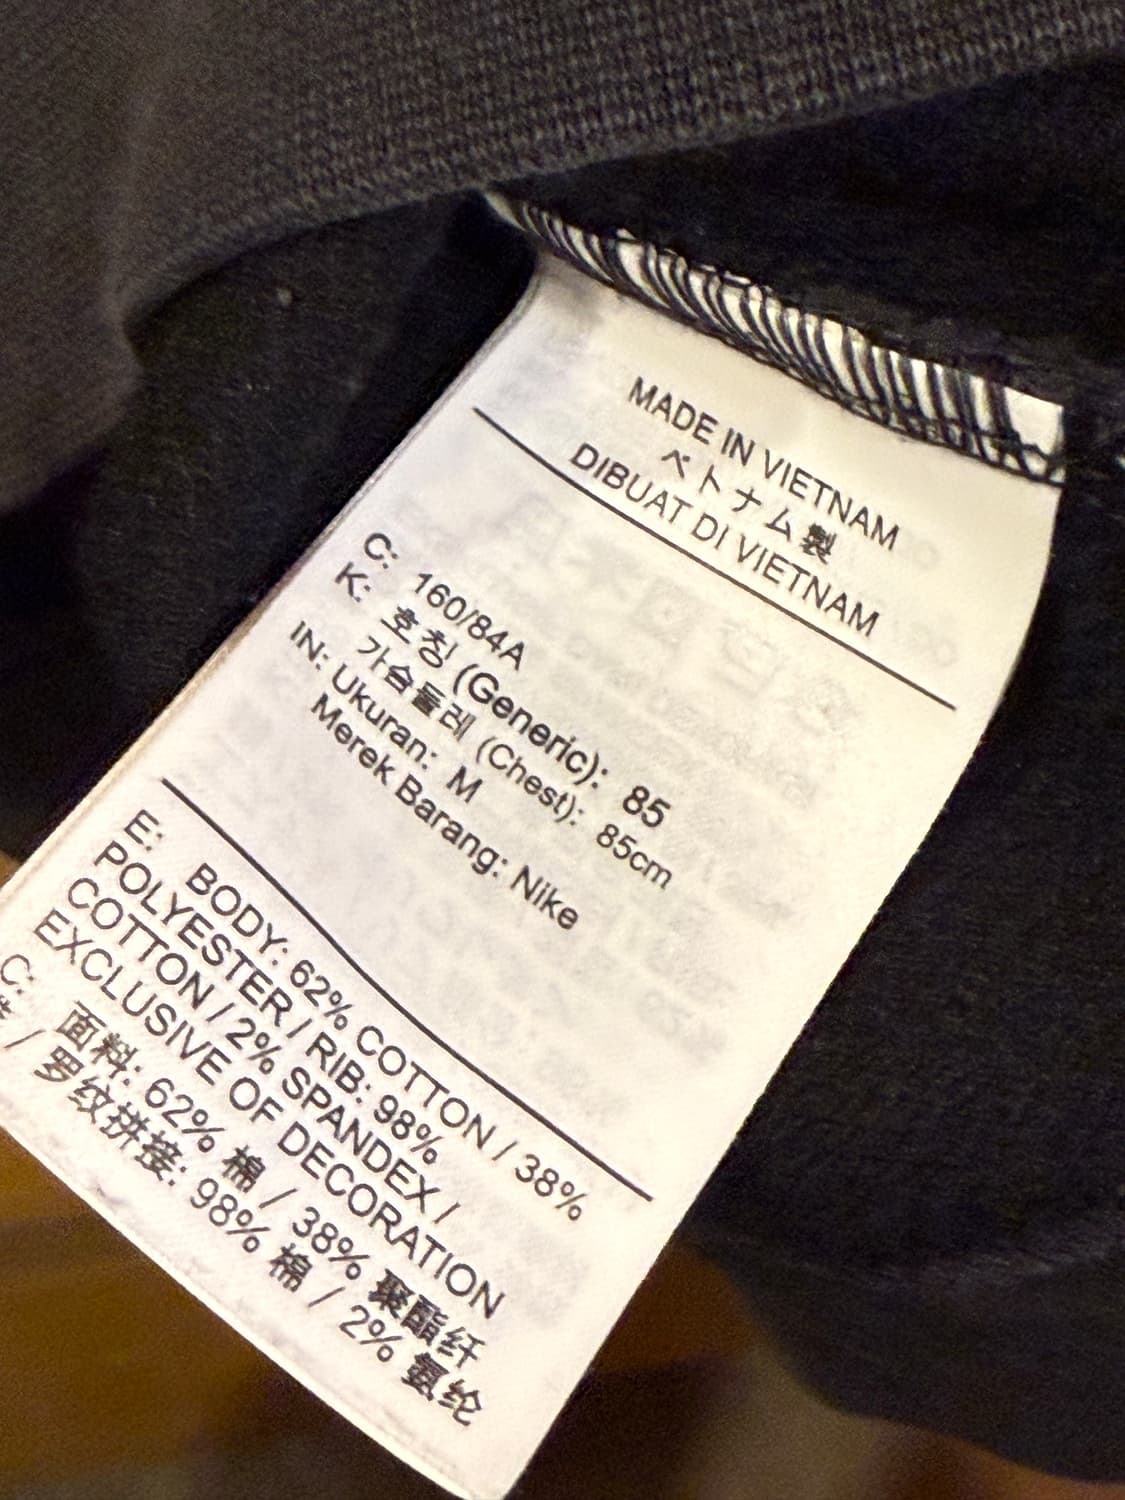 MADE IN VIETNAM
ベトナム製
DIBUAT DI VIETNAM
C: 160/84A
K: 호칭 (Generic): 85
가슴둘레 (Chest): 85cm
IN: Ukuran: M
Merek Barang: Nike
E: BODY: 62% COTTON / 38%
POLYESTER / RIB: 98%
COTTON / 2% SPANDEX /
EXCLUSIVE OF DECORATION
C: 面料: 62% 棉 / 38% 聚酯纤
/ 罗纹拼接: 98% 棉 / 2% 氨纶